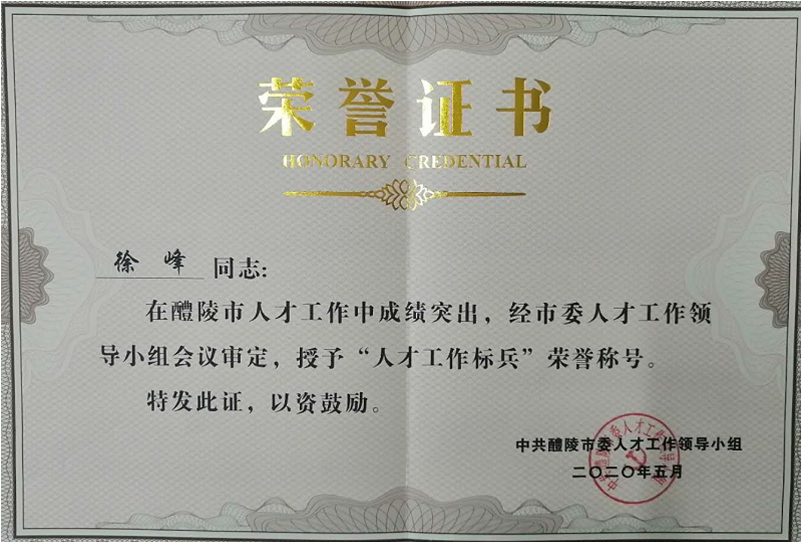 荣誉证书
HONORARY CREDENTIAL
徐峰 同志:
在醴陵市人才工作中成绩突出，经市委人才工作领
导小组会议审定，授予“人才工作标兵”荣誉称号。
特发此证，以资鼓励。
中共醴陵市委人才工作领导小组
二〇二〇年五月